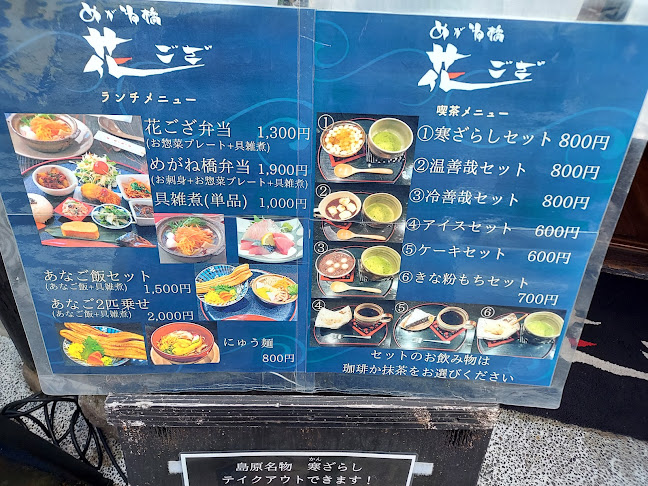 めがね橋
花ござ
ランチメニュー
花ござ弁当 1,300円
(お惣菜プレート+具雑煮)
めがね橋弁当 1,900円
(お刺身+お惣菜プレート+具雑煮)
具雑煮(単品) 1,000円
あなご飯セット
(あなご飯+具雑煮) 1,500円
あなご2匹乗せ
(あなご飯+具雑煮) 2,000円
にゅう麺
800円
めがね橋
花ござ
喫茶メニュー
①寒ざらしセット 800円
②温善哉セット 800円
③冷善哉セット 800円
④アイスセット 600円
⑤ケーキセット 600円
⑥きな粉もちセット
700円
①
②
③
④
⑤
⑥
セットのお飲み物は
珈琲か抹茶をお選びください
島原名物 寒ざらし
かん
テイクアウトできます!